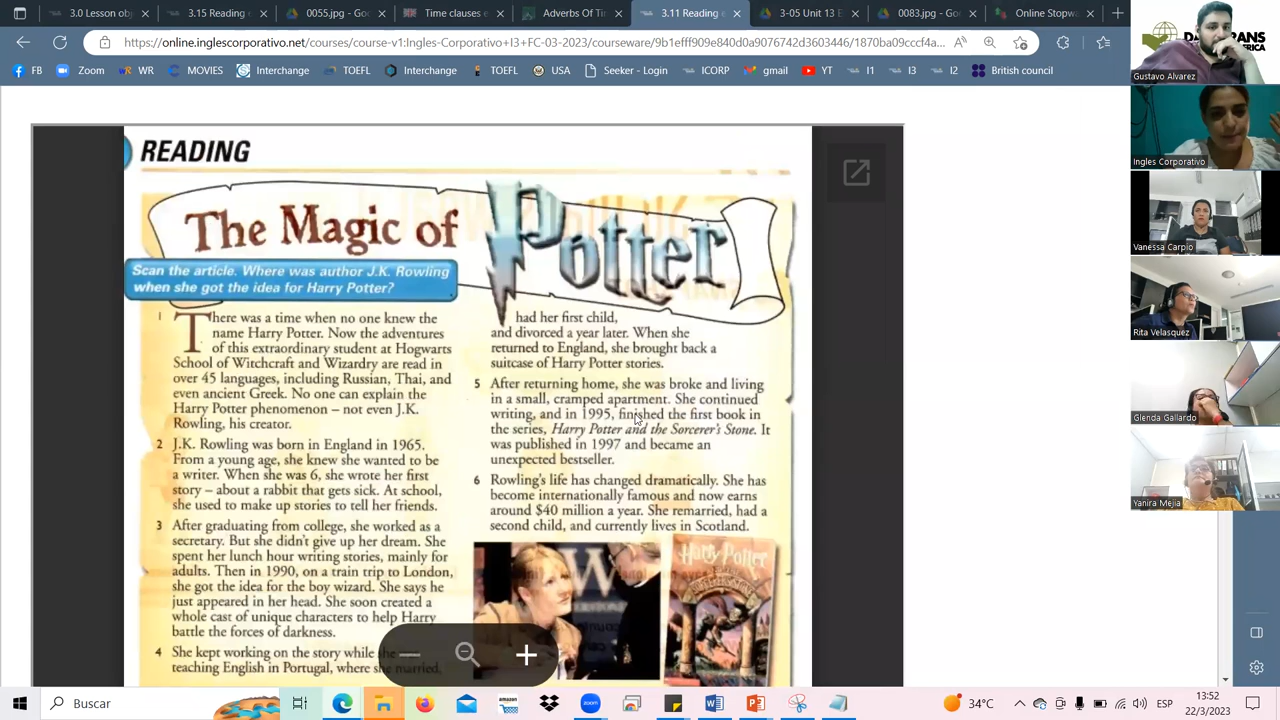 3.0 Lesson obj
3.15 Reading
0055.jpg - Goo
Time clauses e
Adverbs Of Ti
3.11 Reading e
3-05 Unit 13 E
0083.jpg - Go
Online Stopw
https://online.inglescorporativo.net/courses/course-v1:Ingles-Corporativo+I3+FC-03-2023/courseware/9b1efff909e840d0a9076742d3603446/1870ba09cccf4a...
FB Zoom WR MOVIES Interchange TOEFL Interchange TOEFL USA Seeker - Login ICORP gmail YT I1 I3 I2 British council
READING
The Magic of Potter
Scan the article. Where was author J.K. Rowling
when she got the idea for Harry Potter?
1 There was a time when no one knew the
name Harry Potter. Now the adventures
of this extraordinary student at Hogwarts
School of Witchcraft and Wizardry are read in
over 45 languages, including Russian, Thai, and
even ancient Greek. No one can explain the
Harry Potter phenomenon – not even J.K.
Rowling, his creator.
2 J.K. Rowling was born in England in 1965.
From a young age, she knew she wanted to be
a writer. When she was 6, she wrote her first
story – about a rabbit that gets sick. At school,
she used to make up stories to tell her friends.
3 After graduating from college, she worked as a
secretary. But she didn't give up her dream. She
spent her lunch hour writing stories, mainly for
adults. Then in 1990, on a train trip to London,
she got the idea for the boy wizard. She says he
just appeared in her head. She soon created a
whole cast of unique characters to help Harry
battle the forces of darkness.
4 She kept working on the story while
teaching English in Portugal, where she married,
had her first child,
and divorced a year later. When she
returned to England, she brought back a
suitcase of Harry Potter stories.
5 After returning home, she was broke and living
in a small, cramped apartment. She continued
writing, and in 1995, finished the first book in
the series, Harry Potter and the Sorcerer's Stone. It
was published in 1997 and became an
unexpected bestseller.
6 Rowling's life has changed dramatically. She has
become internationally famous and now earns
around $40 million a year. She remarried, had a
second child, and currently lives in Scotland.
Harry Potter
Gustavo Alvarez
Ingles Corporativo
Vanessa Carpio
Rita Velasquez
Glenda Gallardo
Yanira Mejia
Buscar
34°C
ESP
13:52
22/3/2023